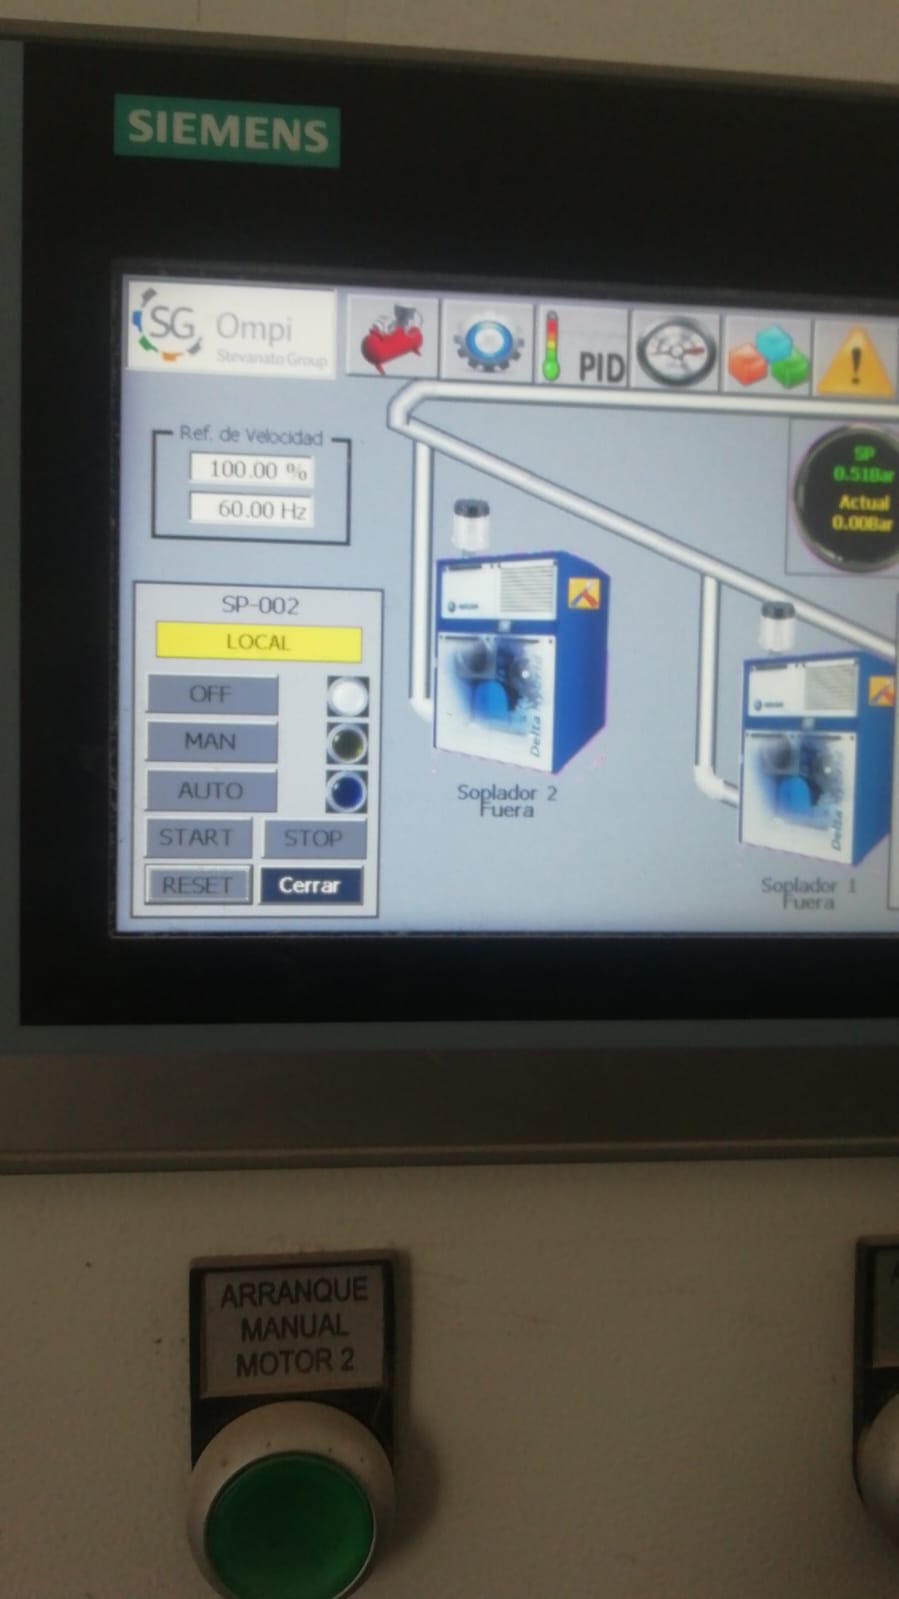 SIEMENS
SG Ompi
Stevanato Group
PID
Ref. de Velocidad
100.00 %
60.00 Hz
SP
0.51Bar
Actual
0.00Bar
SP-002
LOCAL
OFF
MAN
AUTO
START STOP
RESET Cerrar
Soplador 2
Fuera
Soplador 1
Fuera
ARRANQUE
MANUAL
MOTOR 2